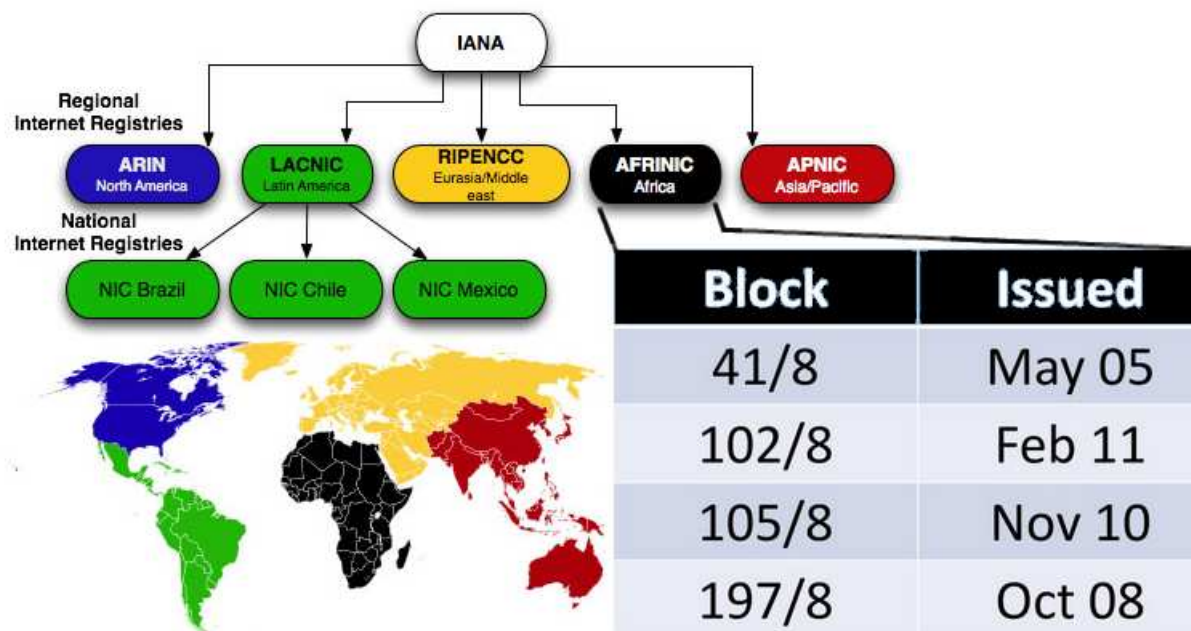 IANA
Regional
Internet Registries
ARIN
North America
LACNIC
Latin America
RIPENCC
Eurasia/Middle
east
AFRINIC
Africa
APNIC
Asia/Pacific
National
Internet Registries
NIC Brazil
NIC Chile
NIC Mexico
Block Issued
41/8 May 05
102/8 Feb 11
105/8 Nov 10
197/8 Oct 08